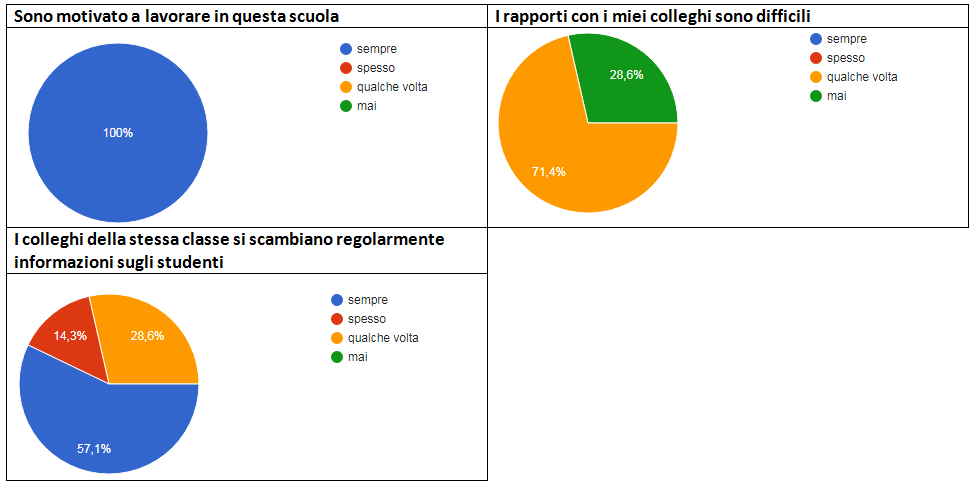 Sono motivato a lavorare in questa scuola
sempre
spesso
qualche volta
mai
100%
I rapporti con i miei colleghi sono difficili
sempre
spesso
qualche volta
mai
28,6%
71,4%
I colleghi della stessa classe si scambiano regolarmente
informazioni sugli studenti
sempre
spesso
qualche volta
mai
14,3%
28,6%
57,1%